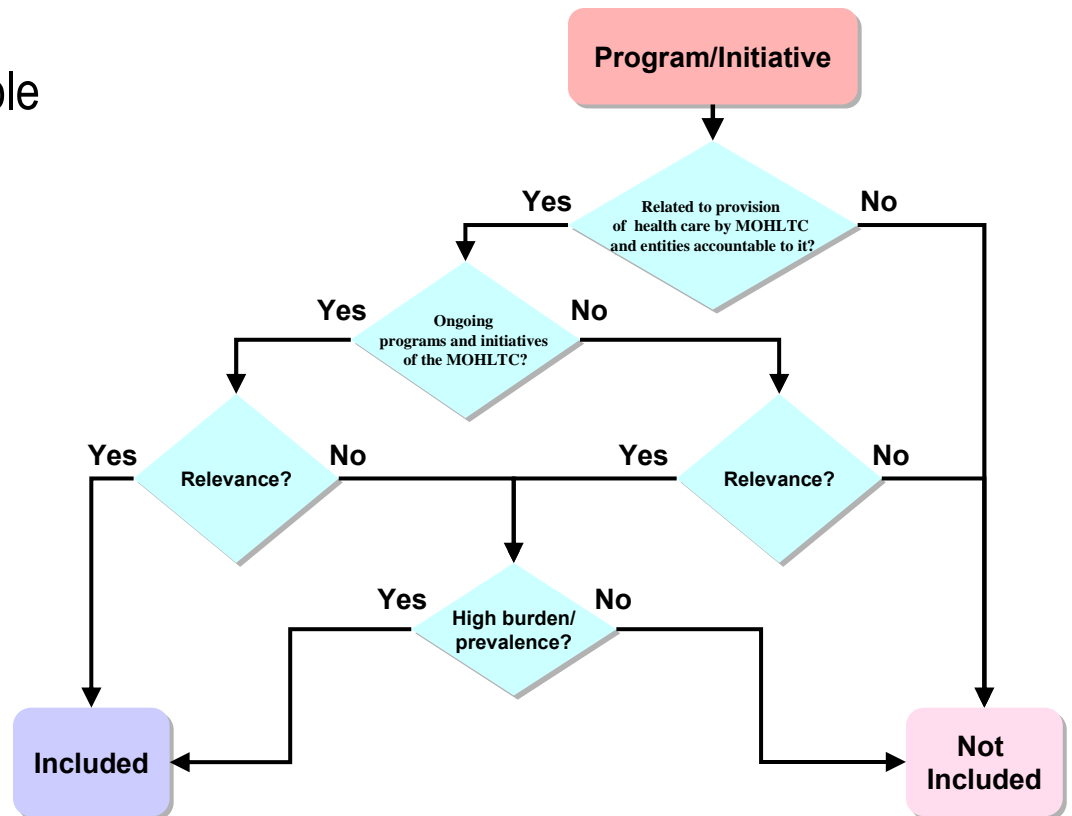 Program/Initiative
Yes
No
Related to provision
of health care by MOHLTC
and entities accountable to it?
Yes
No
Ongoing
programs and initiatives
of the MOHLTC?
Yes
No
Yes
No
Relevance?
Relevance?
Yes
No
High burden/
prevalence?
Included
Not
Included